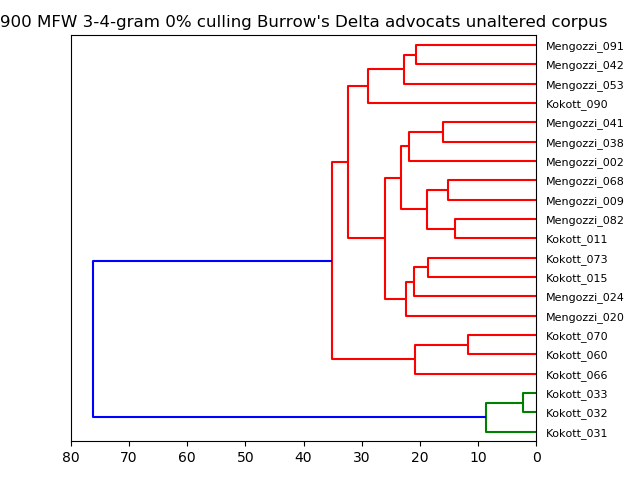 900 MFW 3-4-gram 0% culling Burrow's Delta advocats unaltered corpus
Mengozzi_091
Mengozzi_042
Mengozzi_053
Kokott_090
Mengozzi_041
Mengozzi_038
Mengozzi_002
Mengozzi_068
Mengozzi_009
Mengozzi_082
Kokott_011
Kokott_073
Kokott_015
Mengozzi_024
Mengozzi_020
Kokott_070
Kokott_060
Kokott_066
Kokott_033
Kokott_032
Kokott_031
80 70 60 50 40 30 20 10 0